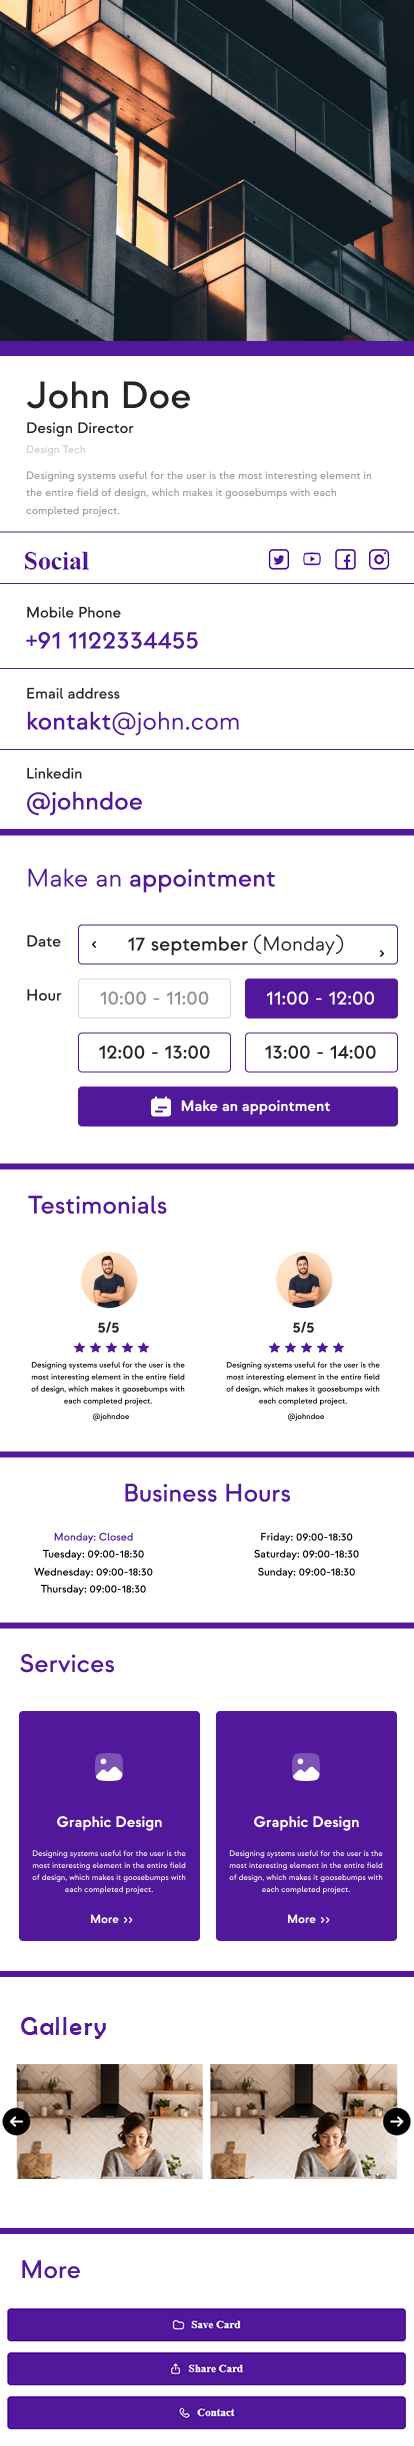 John Doe
Design Director
Design Tech
Designing systems useful for the user is the most interesting element in
the entire field of design, which makes it goosebumps with each
completed project.
Social
Mobile Phone
+91 1122334455
Email address
kontakt@john.com
Linkedin
@johndoe
Make an appointment
Date
‹ 17 september (Monday) ›
Hour
10:00 - 11:00
11:00 - 12:00
12:00 - 13:00
13:00 - 14:00
Make an appointment
Testimonials
5/5
Designing systems useful for the user is the
most interesting element in the entire field
of design, which makes it goosebumps with
each completed project.
@johndoe
5/5
Designing systems useful for the user is the
most interesting element in the entire field
of design, which makes it goosebumps with
each completed project.
@johndoe
Business Hours
Monday: Closed
Tuesday: 09:00-18:30
Wednesday: 09:00-18:30
Thursday: 09:00-18:30
Friday: 09:00-18:30
Saturday: 09:00-18:30
Sunday: 09:00-18:30
Services
Graphic Design
Designing systems useful for the user is the
most interesting element in the entire field
of design, which makes it goosebumps with
each completed project.
More ››
Graphic Design
Designing systems useful for the user is the
most interesting element in the entire field
of design, which makes it goosebumps with
each completed project.
More ››
Gallery
More
Save Card
Share Card
Contact